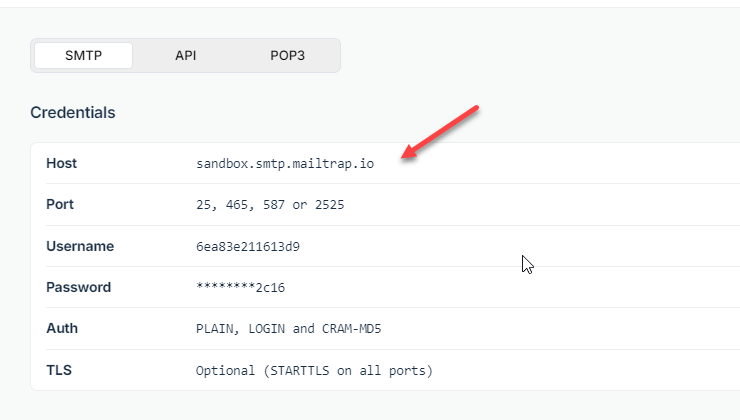 SMTP API POP3
Credentials
Host sandbox.smtp.mailtrap.io
Port 25, 465, 587 or 2525
Username 6ea83e211613d9
Password ********2c16
Auth PLAIN, LOGIN and CRAM-MD5
TLS Optional (STARTTLS on all ports)